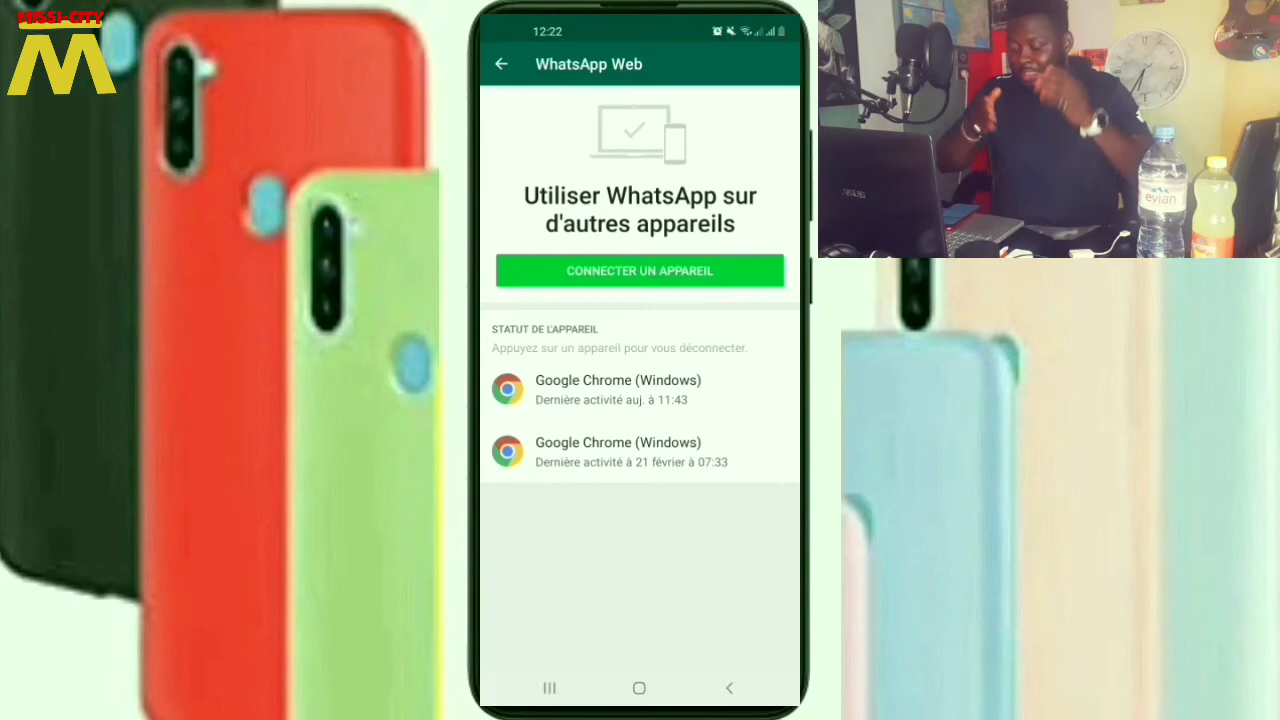 MISSI-CITY
M
12:22
WhatsApp Web
Utiliser WhatsApp sur
d'autres appareils
CONNECTER UN APPAREIL
STATUT DE L'APPAREIL
Appuyez sur un appareil pour vous déconnecter.
Google Chrome (Windows)
Dernière activité auj. à 11:43
Google Chrome (Windows)
Dernière activité à 21 février à 07:33
ASUS
evian